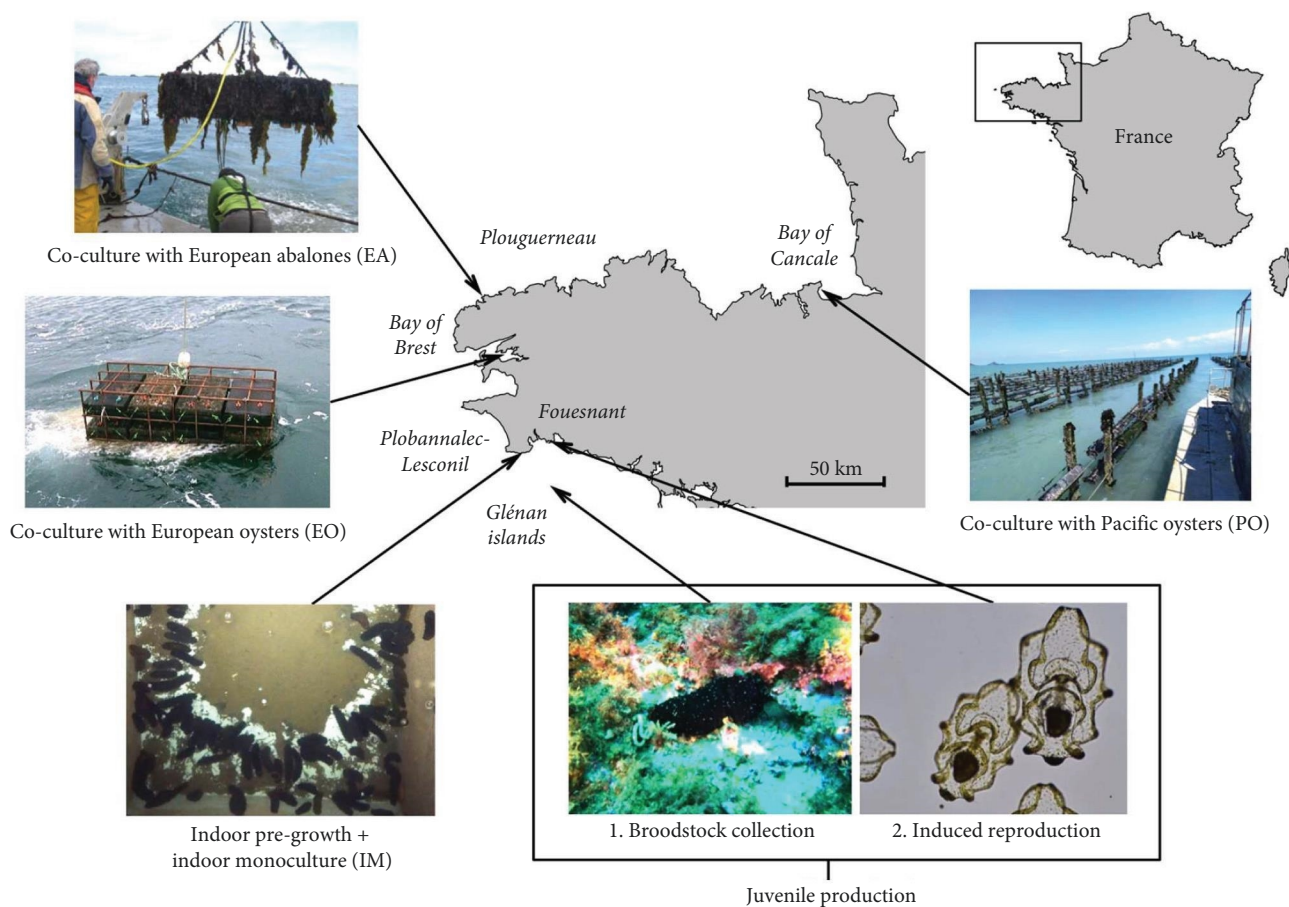 France
Plouguerneau
Bay of
Cancale
Co-culture with European abalones (EA)
Bay of
Brest
Fouesnant
Plobannalec-
Lesconil
50 km
Glénan
islands
Co-culture with European oysters (EO)
Co-culture with Pacific oysters (PO)
Indoor pre-growth +
indoor monoculture (IM)
1. Broodstock collection
2. Induced reproduction
Juvenile production